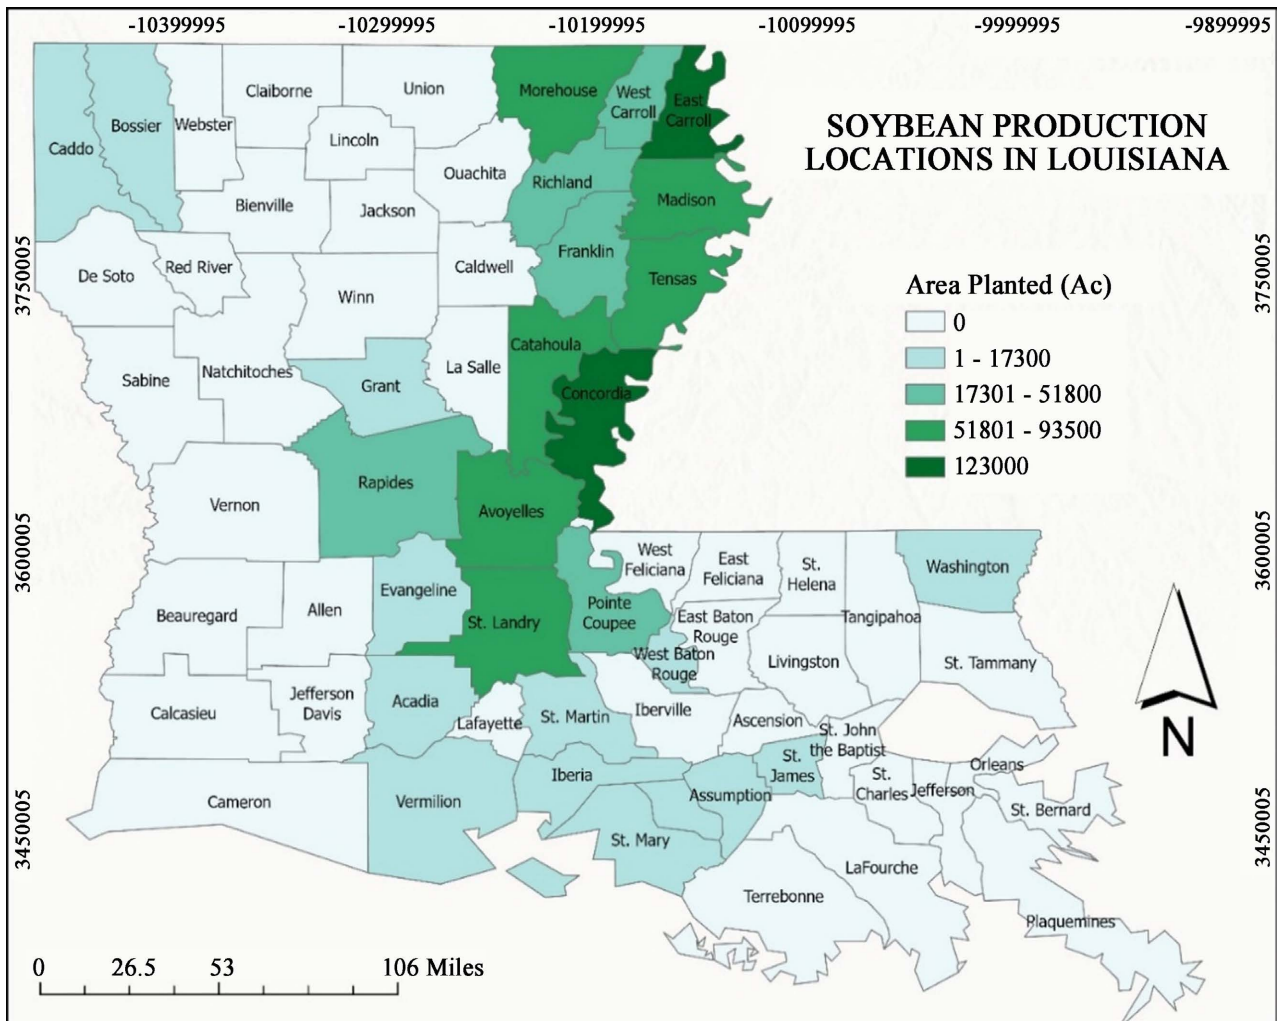 -10399995 -10299995 -10199995 -10099995 -9999995 -9899995
SOYBEAN PRODUCTION
LOCATIONS IN LOUISIANA
Area Planted (Ac)
0
1 - 17300
17301 - 51800
51801 - 93500
123000
3750005
3600005
3450005
3750005
3600005
3450005
Caddo
Bossier
Webster
Claiborne
Union
Lincoln
Morehouse
West
Carroll
East
Carroll
Ouachita
Richland
Madison
Bienville
Jackson
Franklin
De Soto
Red River
Caldwell
Tensas
Winn
Catahoula
Sabine
Natchitoches
Grant
La Salle
Concordia
Rapides
Vernon
Avoyelles
West
Feliciana
East
Feliciana
St.
Helena
Washington
Beauregard
Allen
Evangeline
St. Landry
Pointe
Coupee
East Baton
Rouge
Tangipahoa
West Baton
Rouge
Livingston
St. Tammany
Calcasieu
Jefferson
Davis
Acadia
Lafayette
St. Martin
Iberville
Ascension
St. John
the Baptist
Cameron
Vermilion
Iberia
Assumption
St.
James
St.
Charles
Jefferson
Orleans
St. Bernard
St. Mary
LaFourche
Terrebonne
Plaquemines
N
0 26.5 53 106 Miles